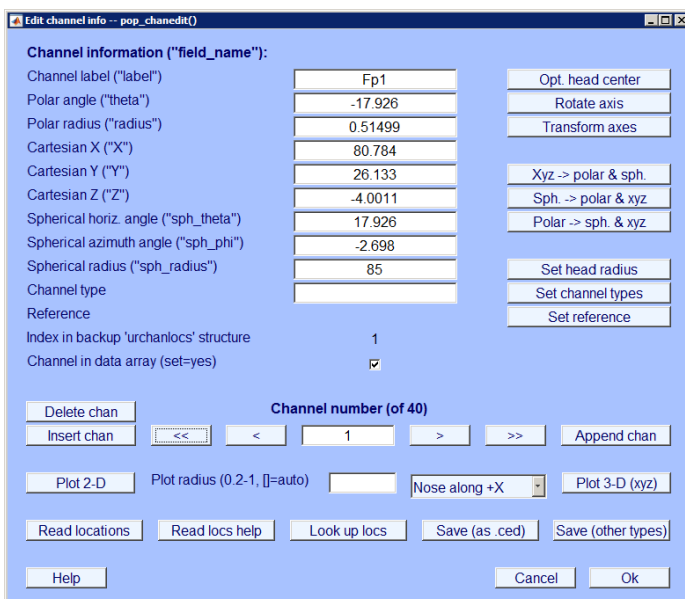 Edit channel info -- pop_chanedit()
Channel information ("field_name"):
Channel label ("label") Fp1 Opt. head center
Polar angle ("theta") -17.926 Rotate axis
Polar radius ("radius") 0.51499 Transform axes
Cartesian X ("X") 80.784
Cartesian Y ("Y") 26.133 Xyz -> polar & sph.
Cartesian Z ("Z") -4.0011 Sph. -> polar & xyz
Spherical horiz. angle ("sph_theta") 17.926 Polar -> sph. & xyz
Spherical azimuth angle ("sph_phi") -2.698
Spherical radius ("sph_radius") 85 Set head radius
Channel type Set channel types
Reference Set reference
Index in backup 'urchanlocs' structure 1
Channel in data array (set=yes)
Delete chan Channel number (of 40)
Insert chan << < 1 > >> Append chan
Plot 2-D Plot radius (0.2-1, []=auto) Nose along +X Plot 3-D (xyz)
Read locations Read locs help Look up locs Save (as .ced) Save (other types)
Help Cancel Ok